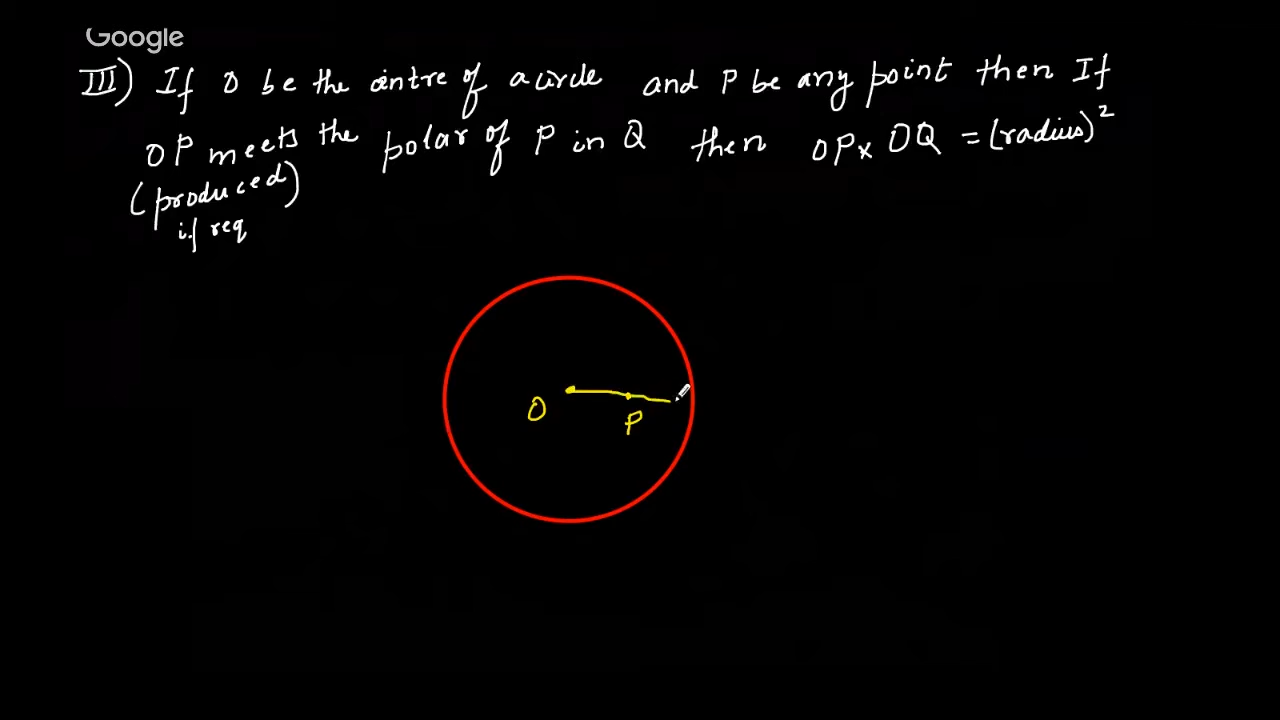 Google
III) If O be the centre of a circle and P be any point then If
OP meets the polar of P in Q then OP x OQ = (radius)²
(produced)
if req
O
P